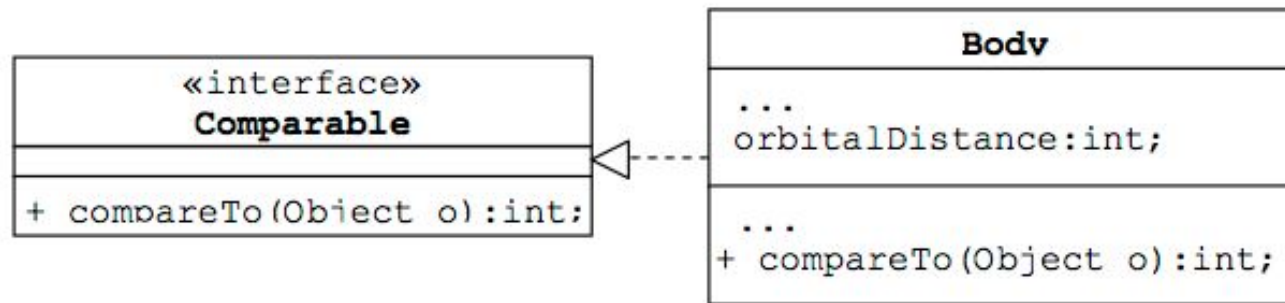 «interface»
Comparable
+ compareTo(Object o):int;
Body
...
orbitalDistance:int;
...
+ compareTo(Object o):int;